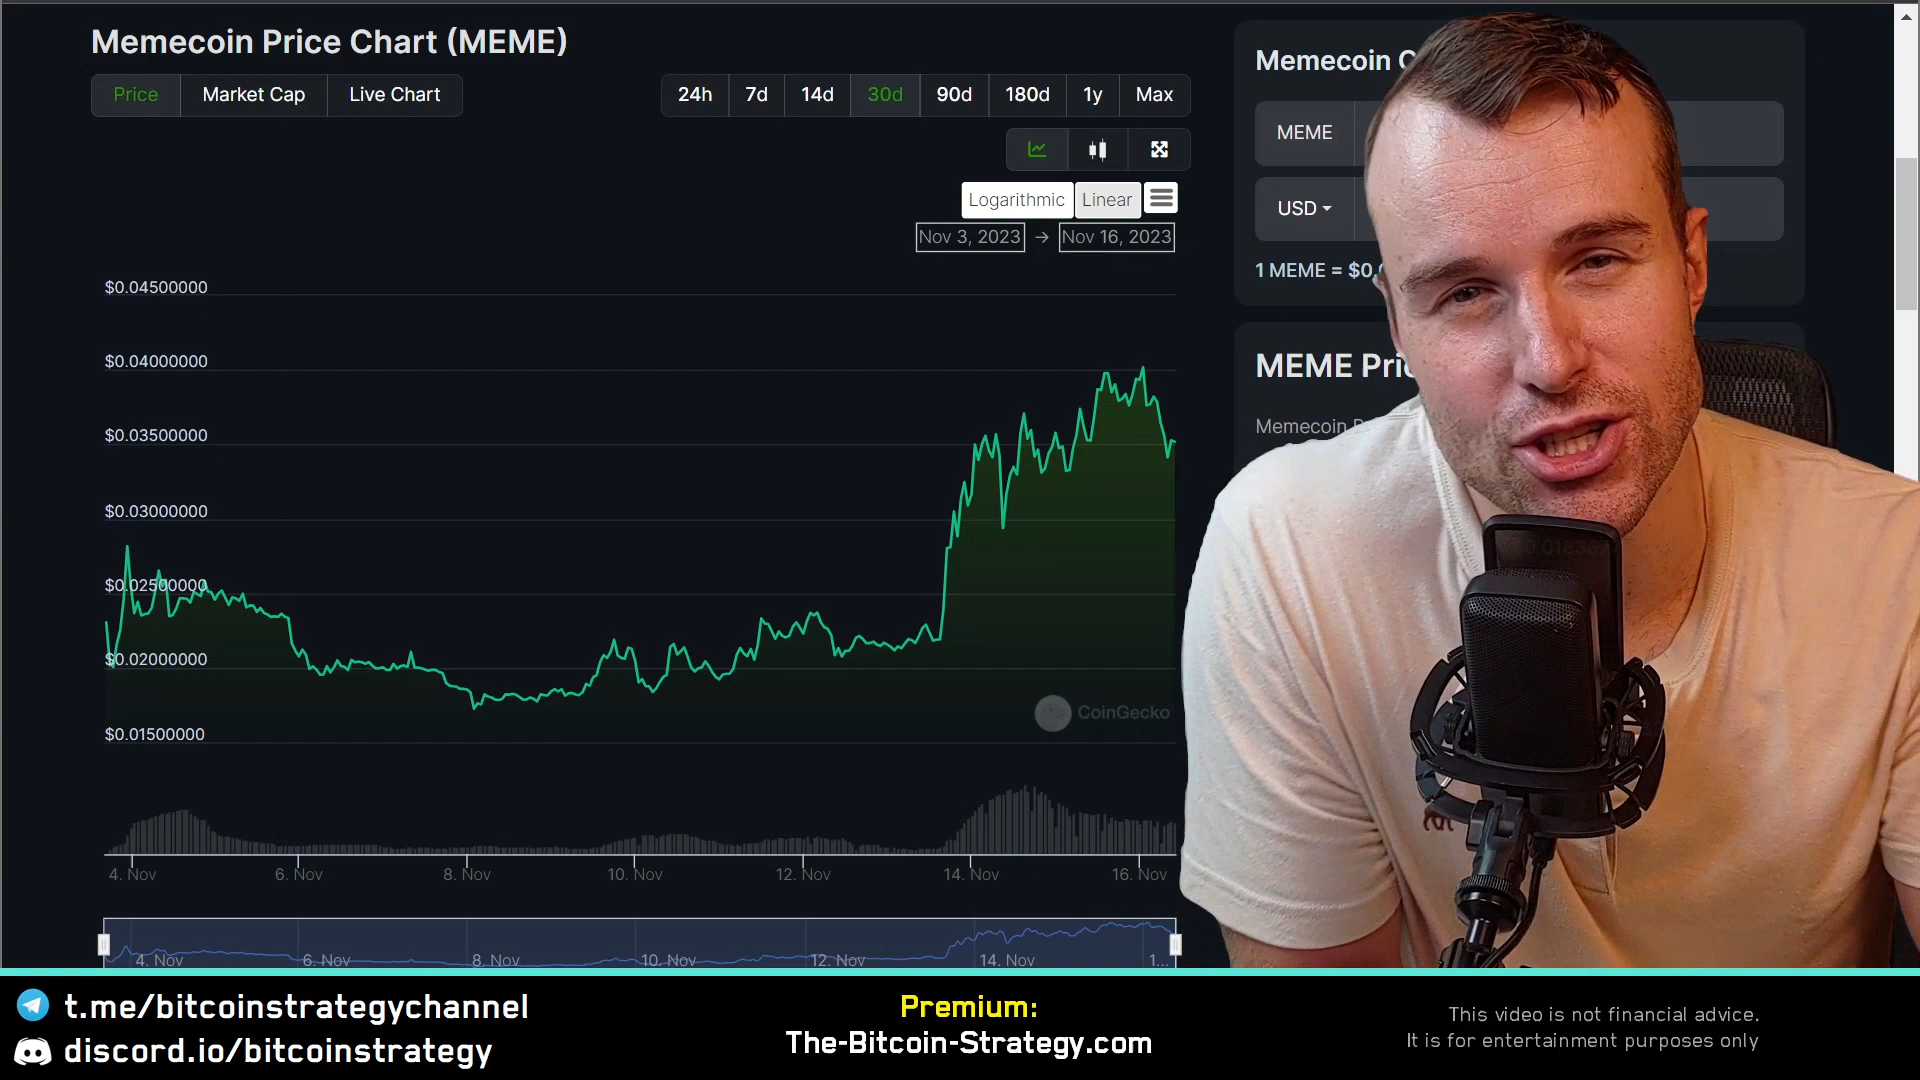 Memecoin Price Chart (MEME)
Price Market Cap Live Chart
24h 7d 14d 30d 90d 180d 1y Max
Logarithmic Linear
Nov 3, 2023 → Nov 16, 2023
$0.04500000
$0.04000000
$0.03500000
$0.03000000
$0.02500000
$0.02000000
$0.01500000
CoinGecko
4. Nov 6. Nov 8. Nov 10. Nov 12. Nov 14. Nov 16. Nov
4. Nov 6. Nov 8. Nov 10. Nov 12. Nov 14. Nov 1...
Memecoin C
MEME
USD
1 MEME = $0.0
MEME Pric
Memecoin
t.me/bitcoinstrategychannel
discord.io/bitcoinstrategy
Premium:
The-Bitcoin-Strategy.com
This video is not financial advice.
It is for entertainment purposes only